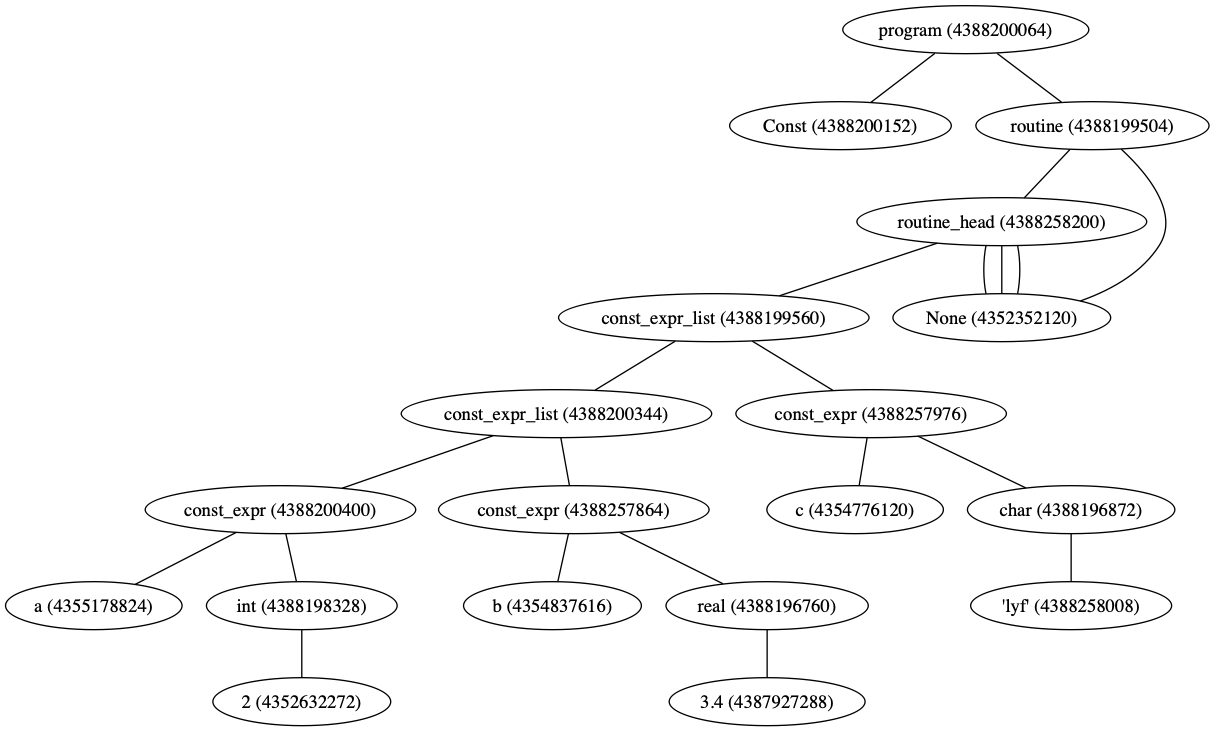 program (4388200064)
Const (4388200152)
routine (4388199504)
routine_head (4388258200)
const_expr_list (4388199560)
None (4352352120)
const_expr_list (4388200344)
const_expr (4388257976)
const_expr (4388200400)
const_expr (4388257864)
c (4354776120)
char (4388196872)
a (4355178824)
int (4388198328)
b (4354837616)
real (4388196760)
'lyf' (4388258008)
2 (4352632272)
3.4 (4387927288)